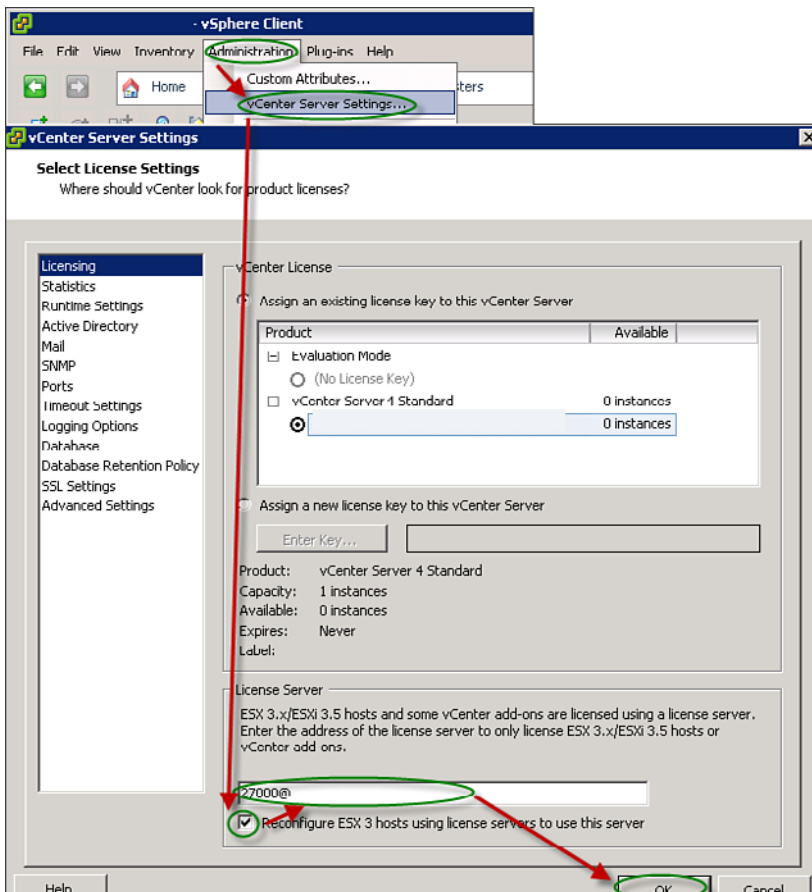 - vSphere Client
File Edit View Inventory Administration Plug-ins Help
Home
Custom Attributes...
sters
vCenter Server Settings...
vCenter Server Settings
Select License Settings
Where should vCenter look for product licenses?
Licensing
Statistics
Runtime Settings
Active Directory
Mail
SNMP
Ports
Timeout Settings
Logging Options
Database
Database Retention Policy
SSL Settings
Advanced Settings
vCenter License
Assign an existing license key to this vCenter Server
Product Available
Evaluation Mode
(No License Key)
vCenter Server 4 Standard 0 instances
0 instances
Assign a new license key to this vCenter Server
Enter Key...
Product: vCenter Server 4 Standard
Capacity: 1 instances
Available: 0 instances
Expires: Never
Label:
License Server
ESX 3.x/ESXi 3.5 hosts and some vCenter add-ons are licensed using a license server.
Enter the address of the license server to only license ESX 3.x/ESXi 3.5 hosts or
vCenter add-ons.
27000@
Reconfigure ESX 3 hosts using license servers to use this server
Help OK Cancel